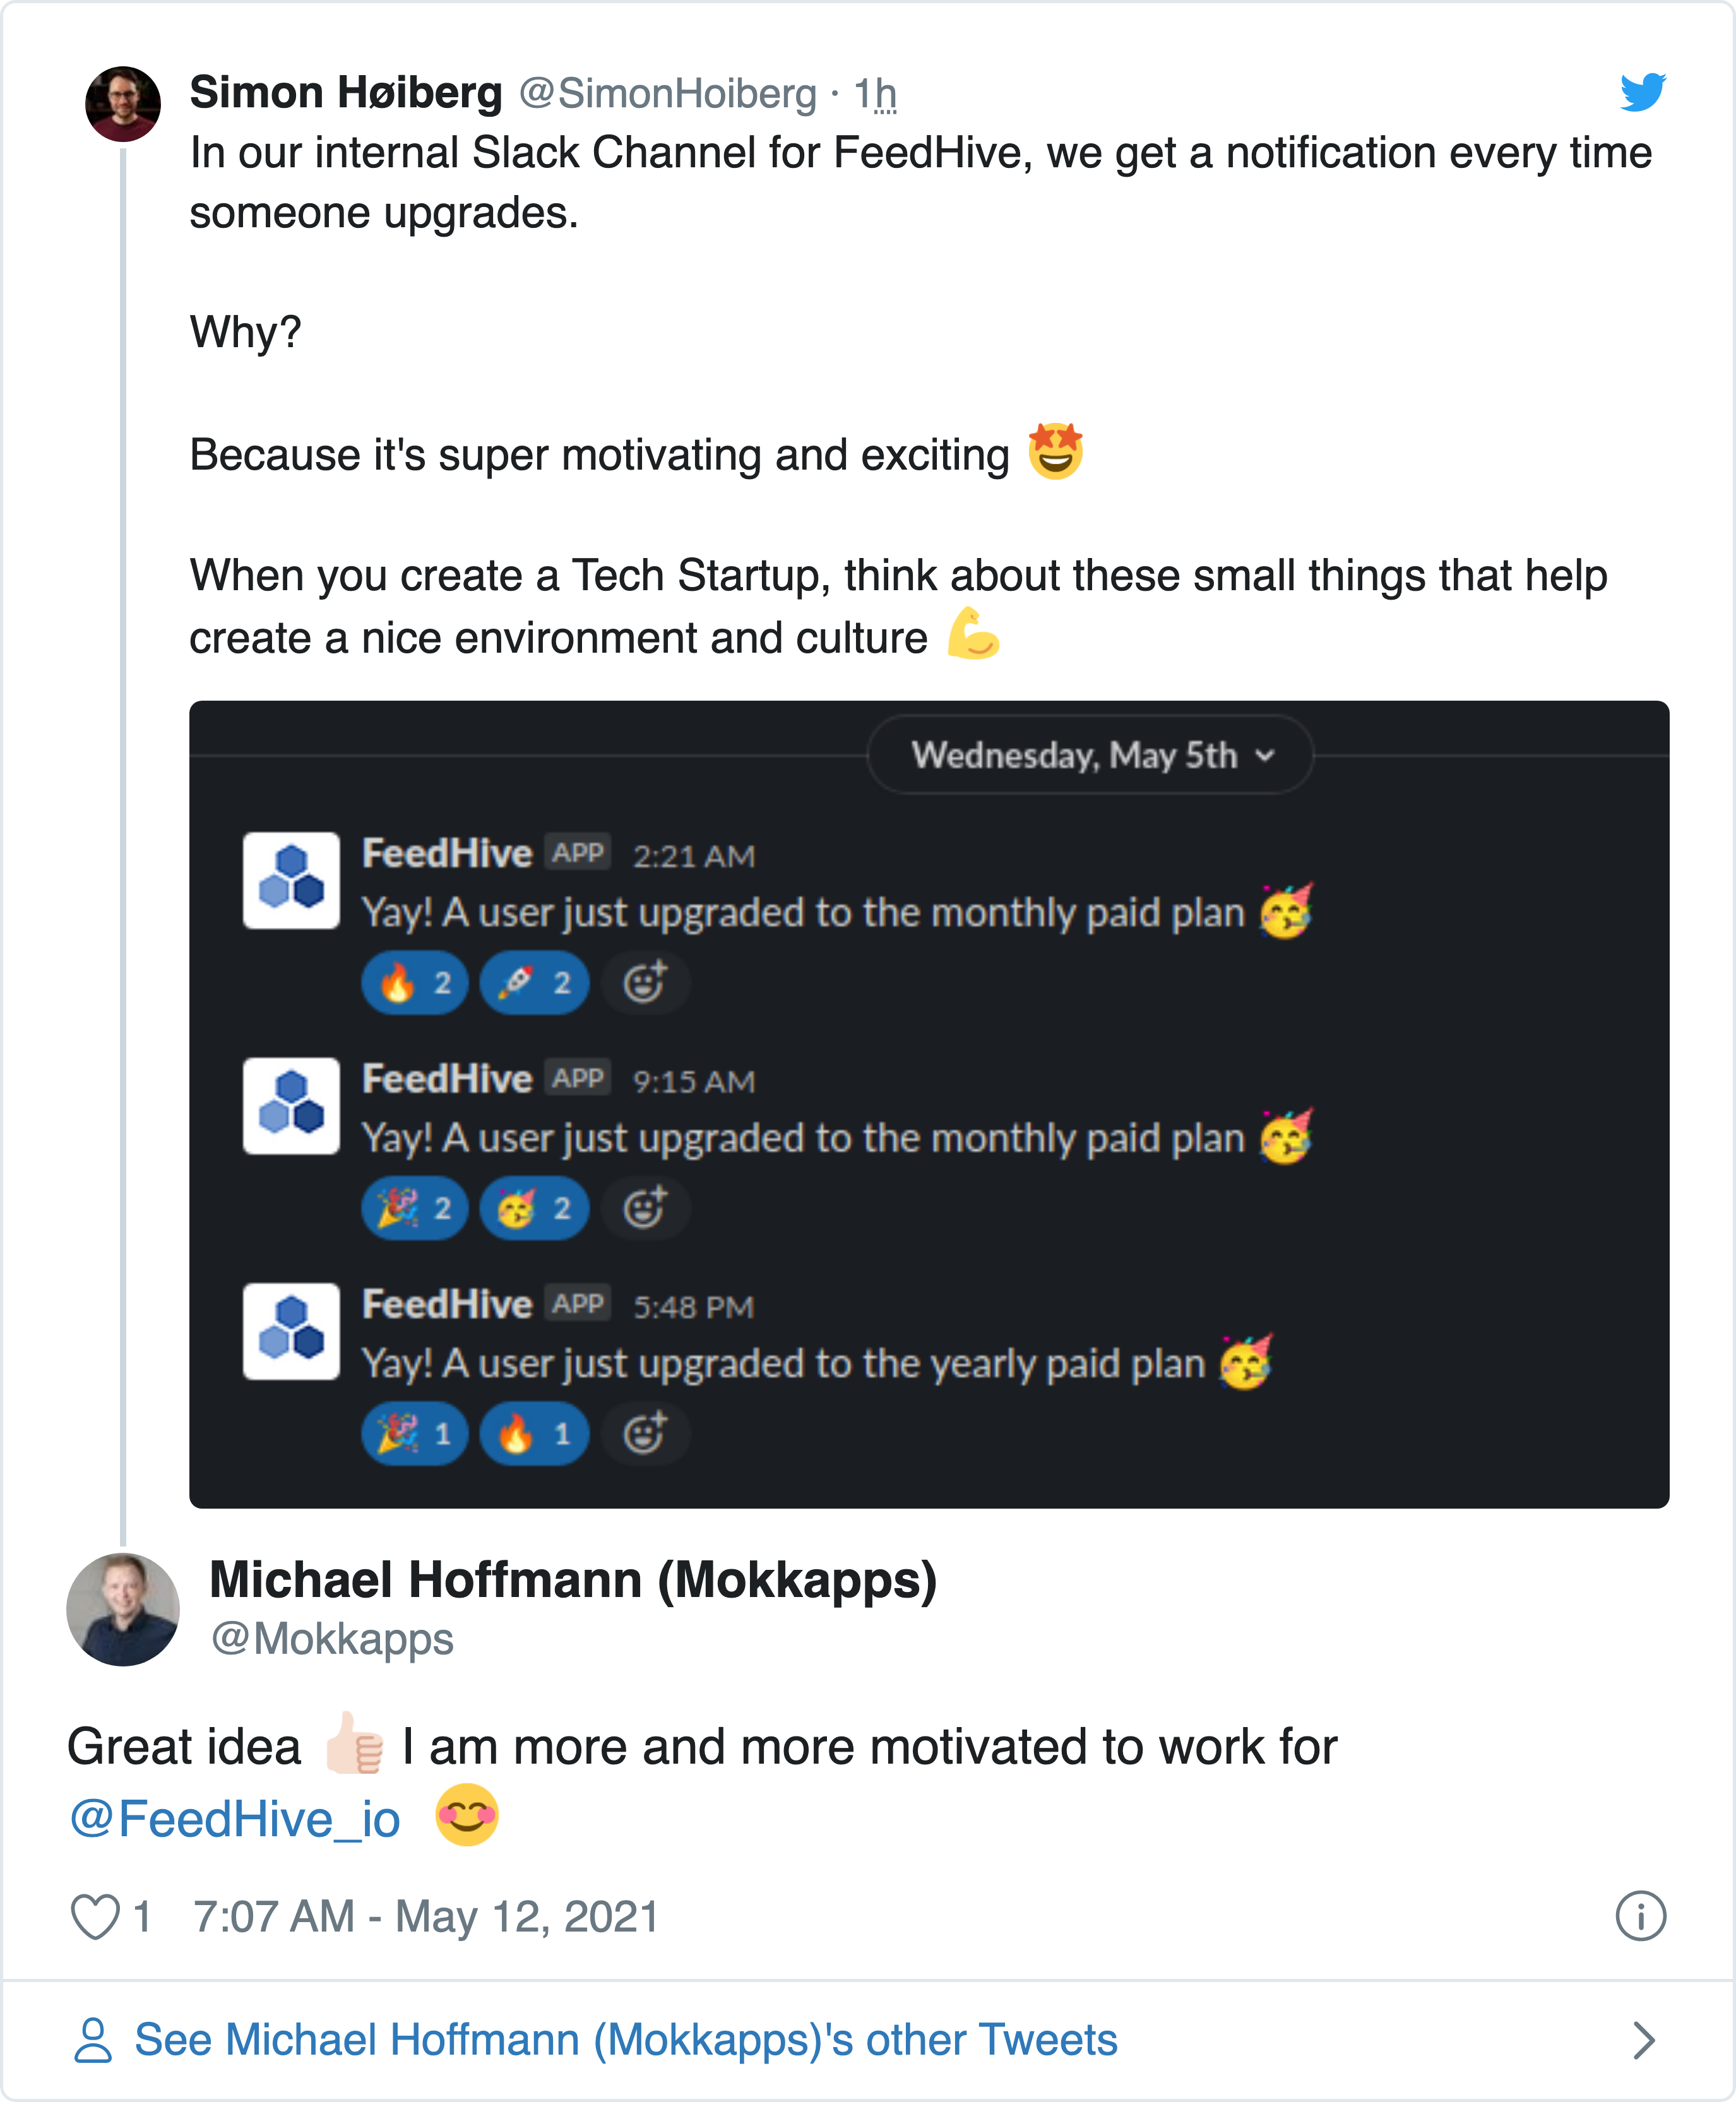 Simon Høiberg @SimonHoiberg · 1h
In our internal Slack Channel for FeedHive, we get a notification every time
someone upgrades.
Why?
Because it's super motivating and exciting 🤩
When you create a Tech Startup, think about these small things that help
create a nice environment and culture 💪
Wednesday, May 5th
FeedHive APP 2:21 AM
Yay! A user just upgraded to the monthly paid plan 🥳
🔥 2 🚀 2
FeedHive APP 9:15 AM
Yay! A user just upgraded to the monthly paid plan 🥳
🎉 2 🥳 2
FeedHive APP 5:48 PM
Yay! A user just upgraded to the yearly paid plan 🥳
🎉 1 🔥 1
Michael Hoffmann (Mokkapps)
@Mokkapps
Great idea 👍🏻 I am more and more motivated to work for
@FeedHive_io 😊
1 7:07 AM - May 12, 2021
See Michael Hoffmann (Mokkapps)'s other Tweets